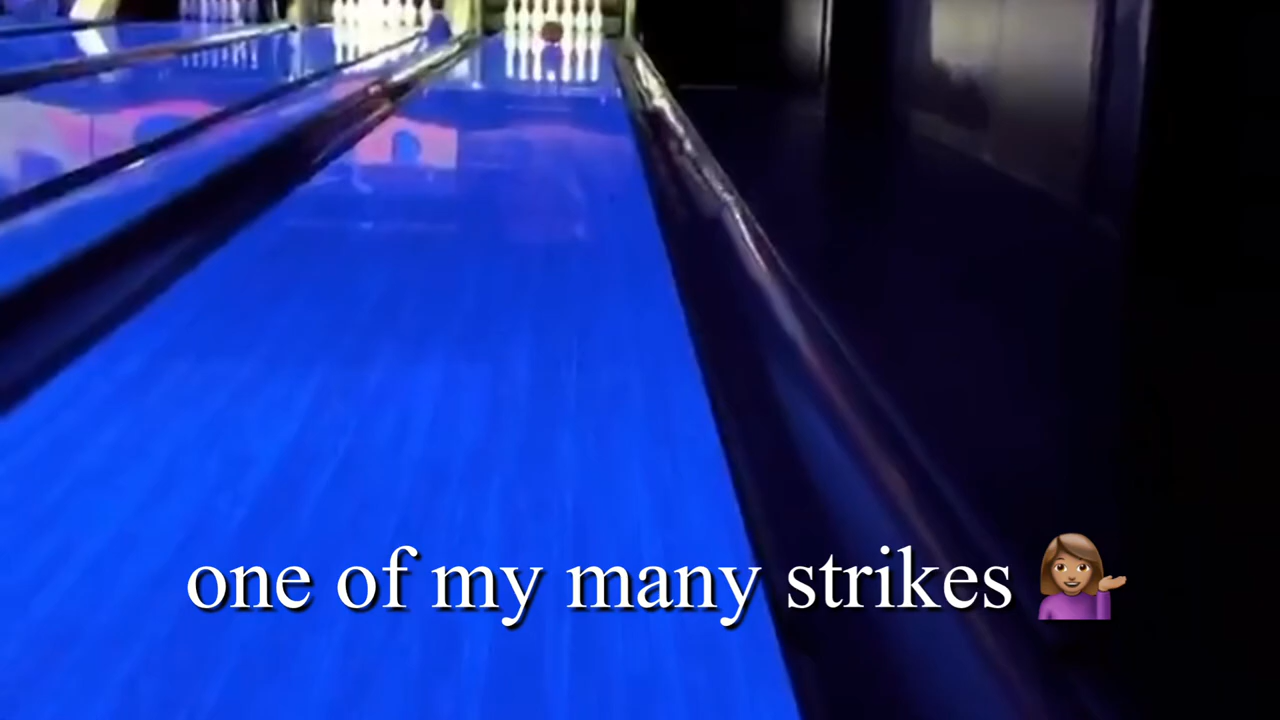 one of my many strikes 💁🏽‍♀️